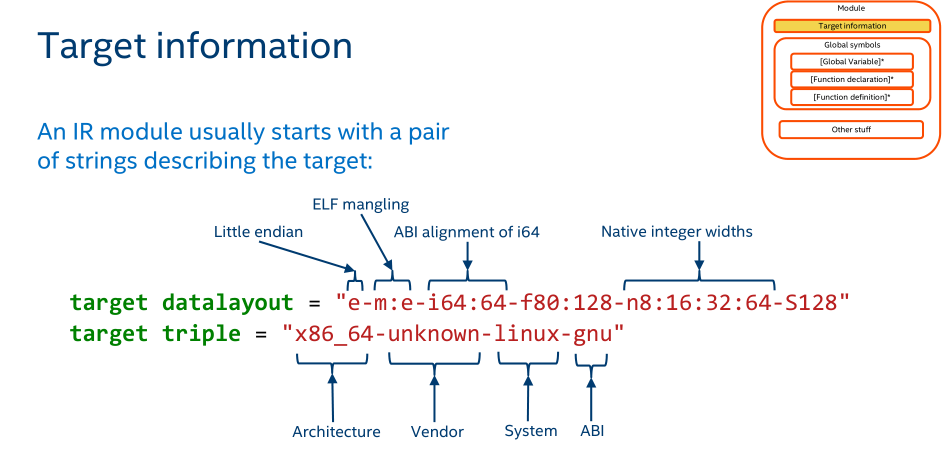 Target information
Module
Target information
Global symbols
[Global Variable]*
[Function declaration]*
[Function definition]*
Other stuff
An IR module usually starts with a pair
of strings describing the target:
ELF mangling
Little endian
ABI alignment of i64
Native integer widths
target datalayout = "e-m:e-i64:64-f80:128-n8:16:32:64-S128"
target triple = "x86_64-unknown-linux-gnu"
Architecture
Vendor
System
ABI